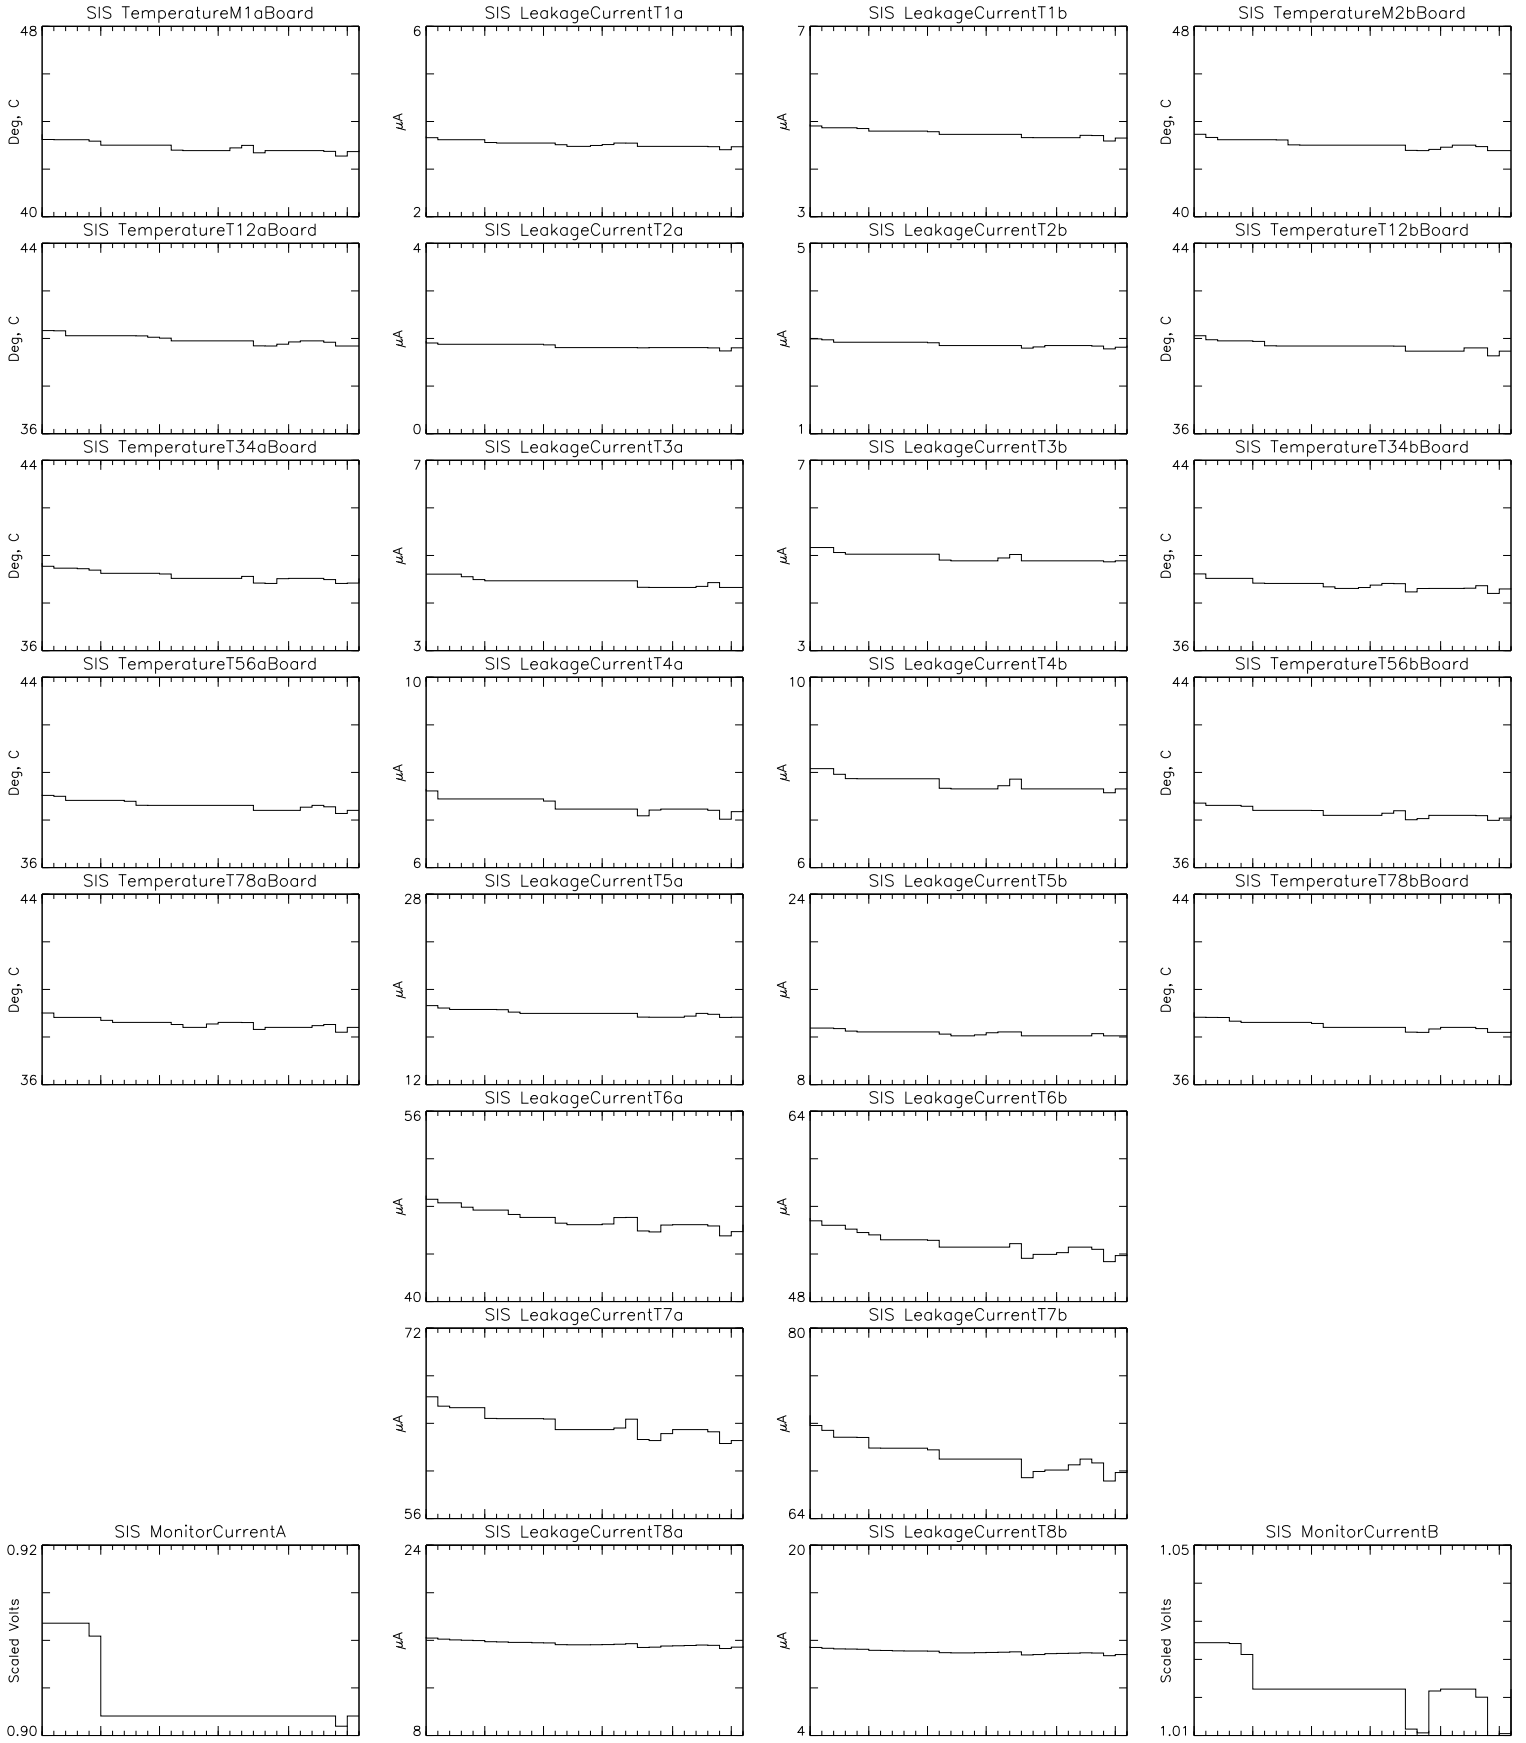 SIS TemperatureM1aBoard
48
Deg, C
40
SIS LeakageCurrentT1a
6
μA
2
SIS LeakageCurrentT1b
7
μA
3
SIS TemperatureM2bBoard
48
Deg, C
40
SIS TemperatureT12aBoard
44
Deg, C
36
SIS LeakageCurrentT2a
4
μA
0
SIS LeakageCurrentT2b
5
μA
1
SIS TemperatureT12bBoard
44
Deg, C
36
SIS TemperatureT34aBoard
44
Deg, C
36
SIS LeakageCurrentT3a
7
μA
3
SIS LeakageCurrentT3b
7
μA
3
SIS TemperatureT34bBoard
44
Deg, C
36
SIS TemperatureT56aBoard
44
Deg, C
36
SIS LeakageCurrentT4a
10
μA
6
SIS LeakageCurrentT4b
10
μA
6
SIS TemperatureT56bBoard
44
Deg, C
36
SIS TemperatureT78aBoard
44
Deg, C
36
SIS LeakageCurrentT5a
28
μA
12
SIS LeakageCurrentT5b
24
μA
8
SIS TemperatureT78bBoard
44
Deg, C
36
SIS LeakageCurrentT6a
56
μA
40
SIS LeakageCurrentT6b
64
μA
48
SIS LeakageCurrentT7a
72
μA
56
SIS LeakageCurrentT7b
80
μA
64
SIS MonitorCurrentA
0.92
Scaled Volts
0.90
SIS LeakageCurrentT8a
24
μA
8
SIS LeakageCurrentT8b
20
μA
4
SIS MonitorCurrentB
1.05
Scaled Volts
1.01